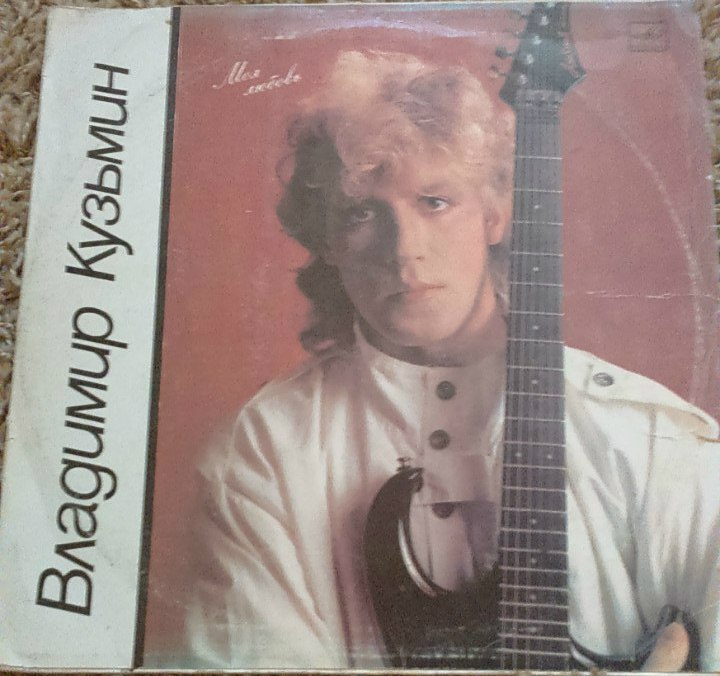 Владимир Кузьмин
Моя
любовь